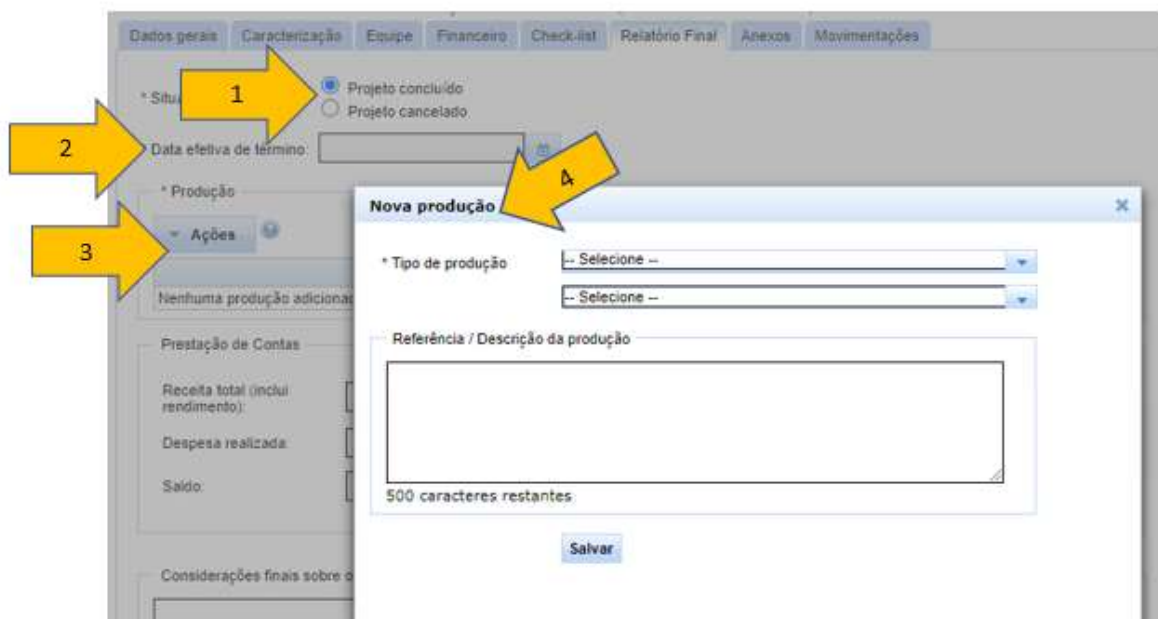 Dados gerais Caracterização Equipe Financeiro Check-list Relatório Final Anexos Movimentações
* Situa
1
Projeto concluído
Projeto cancelado
2
Data efetiva de término:
4
* Produção
Nova produção
3
Ações
* Tipo de produção
-- Selecione --
-- Selecione --
Nenhuma produção adicionad
Referência / Descrição da produção
Prestação de Contas
Receita total (inclui
rendimento):
Despesa realizada:
Saldo:
500 caracteres restantes
Salvar
Considerações finais sobre o